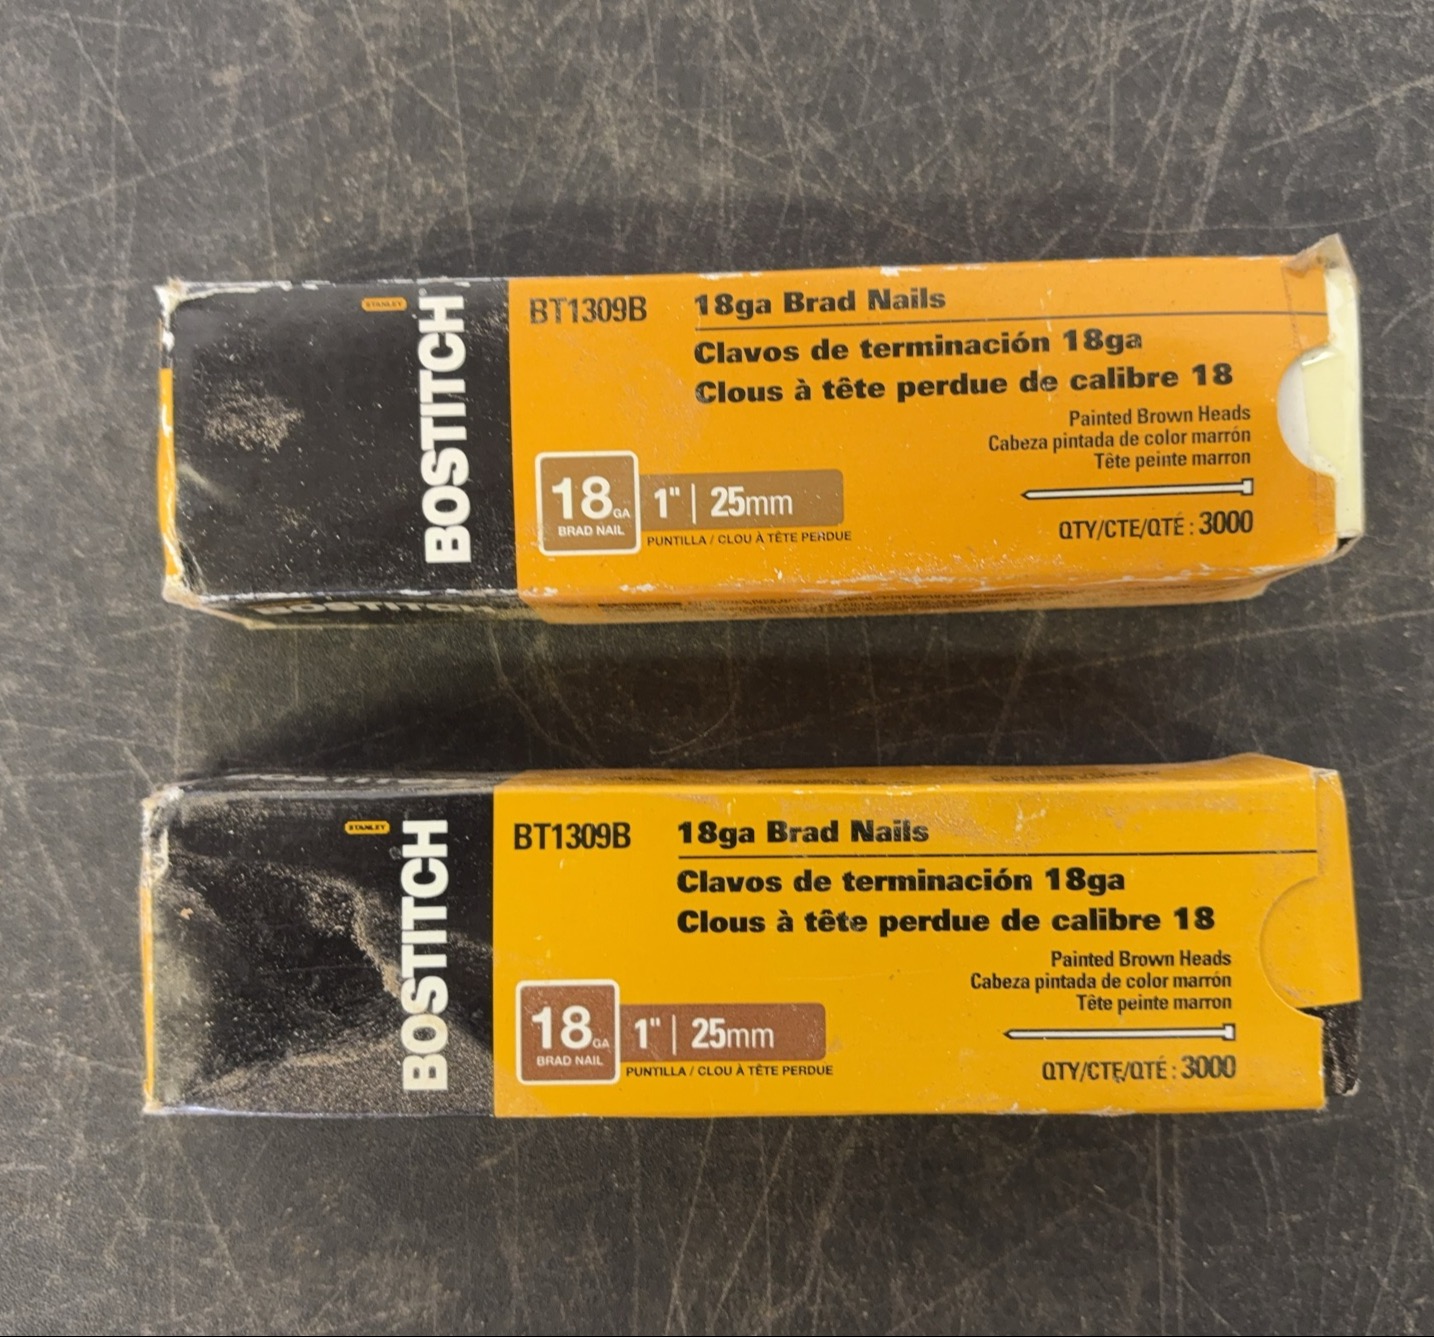 STANLEY
BOSTITCH
BT1309B
18ga Brad Nails
Clavos de terminación 18ga
Clous à tête perdue de calibre 18
Painted Brown Heads
Cabeza pintada de color marrón
Tête peinte marron
18GA
BRAD NAIL
1" | 25mm
PUNTILLA / CLOU À TÊTE PERDUE
QTY/CTE/QTÉ : 3000
BOSTITCH
STANLEY
BOSTITCH
BT1309B
18ga Brad Nails
Clavos de terminación 18ga
Clous à tête perdue de calibre 18
Painted Brown Heads
Cabeza pintada de color marrón
Tête peinte marron
18GA
BRAD NAIL
1" | 25mm
PUNTILLA / CLOU À TÊTE PERDUE
QTY/CTE/QTÉ : 3000